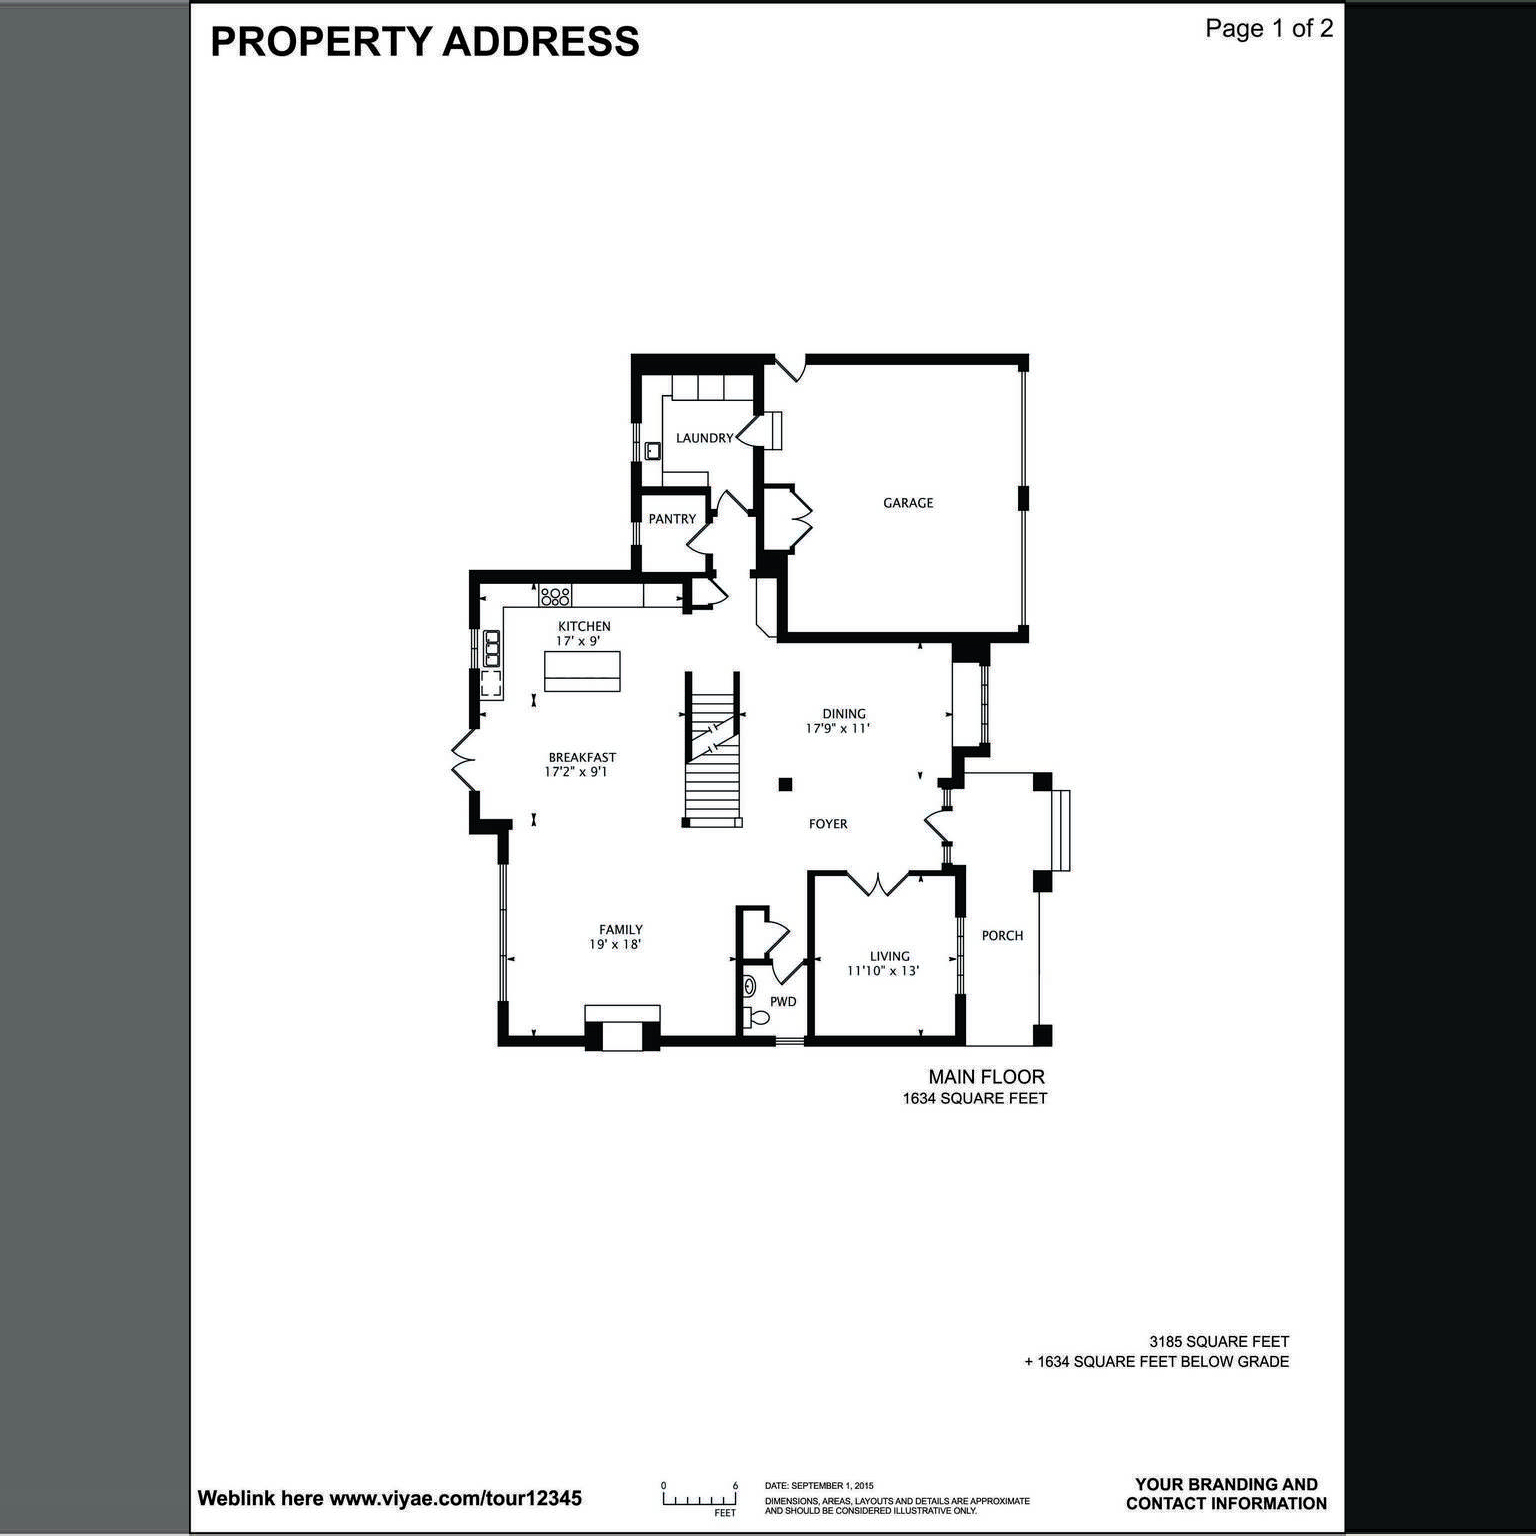 PROPERTY ADDRESS
Page 1 of 2
LAUNDRY
GARAGE
PANTRY
KITCHEN
17' x 9'
DINING
17'9" x 11'
BREAKFAST
17'2" x 9'1
FOYER
FAMILY
19' x 18'
LIVING
11'10" x 13'
PORCH
PWD
MAIN FLOOR
1634 SQUARE FEET
3185 SQUARE FEET
+ 1634 SQUARE FEET BELOW GRADE
Weblink here www.viyae.com/tour12345
0 6
FEET
DATE: SEPTEMBER 1, 2015
DIMENSIONS, AREAS, LAYOUTS AND DETAILS ARE APPROXIMATE
AND SHOULD BE CONSIDERED ILLUSTRATIVE ONLY.
YOUR BRANDING AND
CONTACT INFORMATION